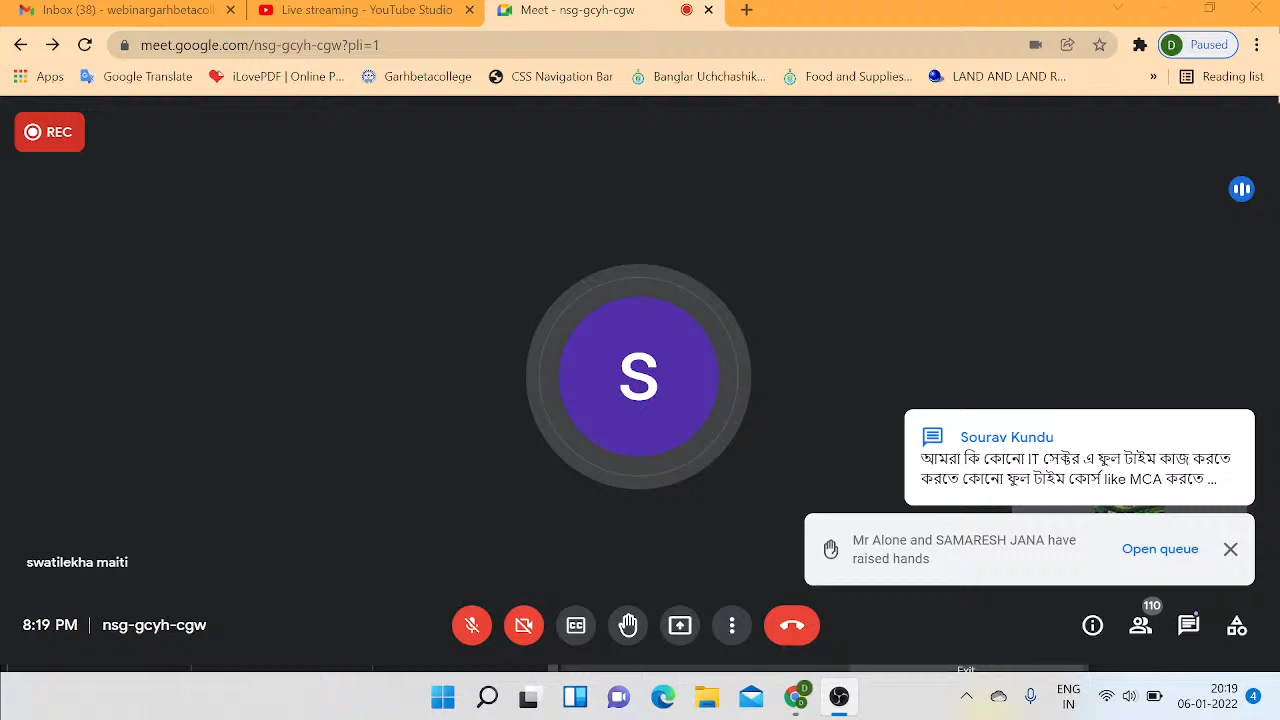 Inbox (38) - webinargarhbetacoll
Live streaming - YouTube Studio
Meet - nsg-gcyh-cgw
meet.google.com/nsg-gcyh-cgw?pli=1
D Paused
Apps
Google Translate
iLovePDF | Online P...
Garhbetacollege
CSS Navigation Bar
Banglar Uchchashik...
Food and Supplies...
LAND AND LAND R...
»
Reading list
REC
S
Sourav Kundu
আমরা কি কোনো IT সেক্টর এ ফুল টাইম কাজ করতে
করতে কোনো ফুল টাইম কোর্স like MCA করতে ...
Mr Alone and SAMARESH JANA have
raised hands
Open queue
swatilekha maiti
8:19 PM | nsg-gcyh-cgw
110
Exit
ENG
IN
20:19
06-01-2022
4